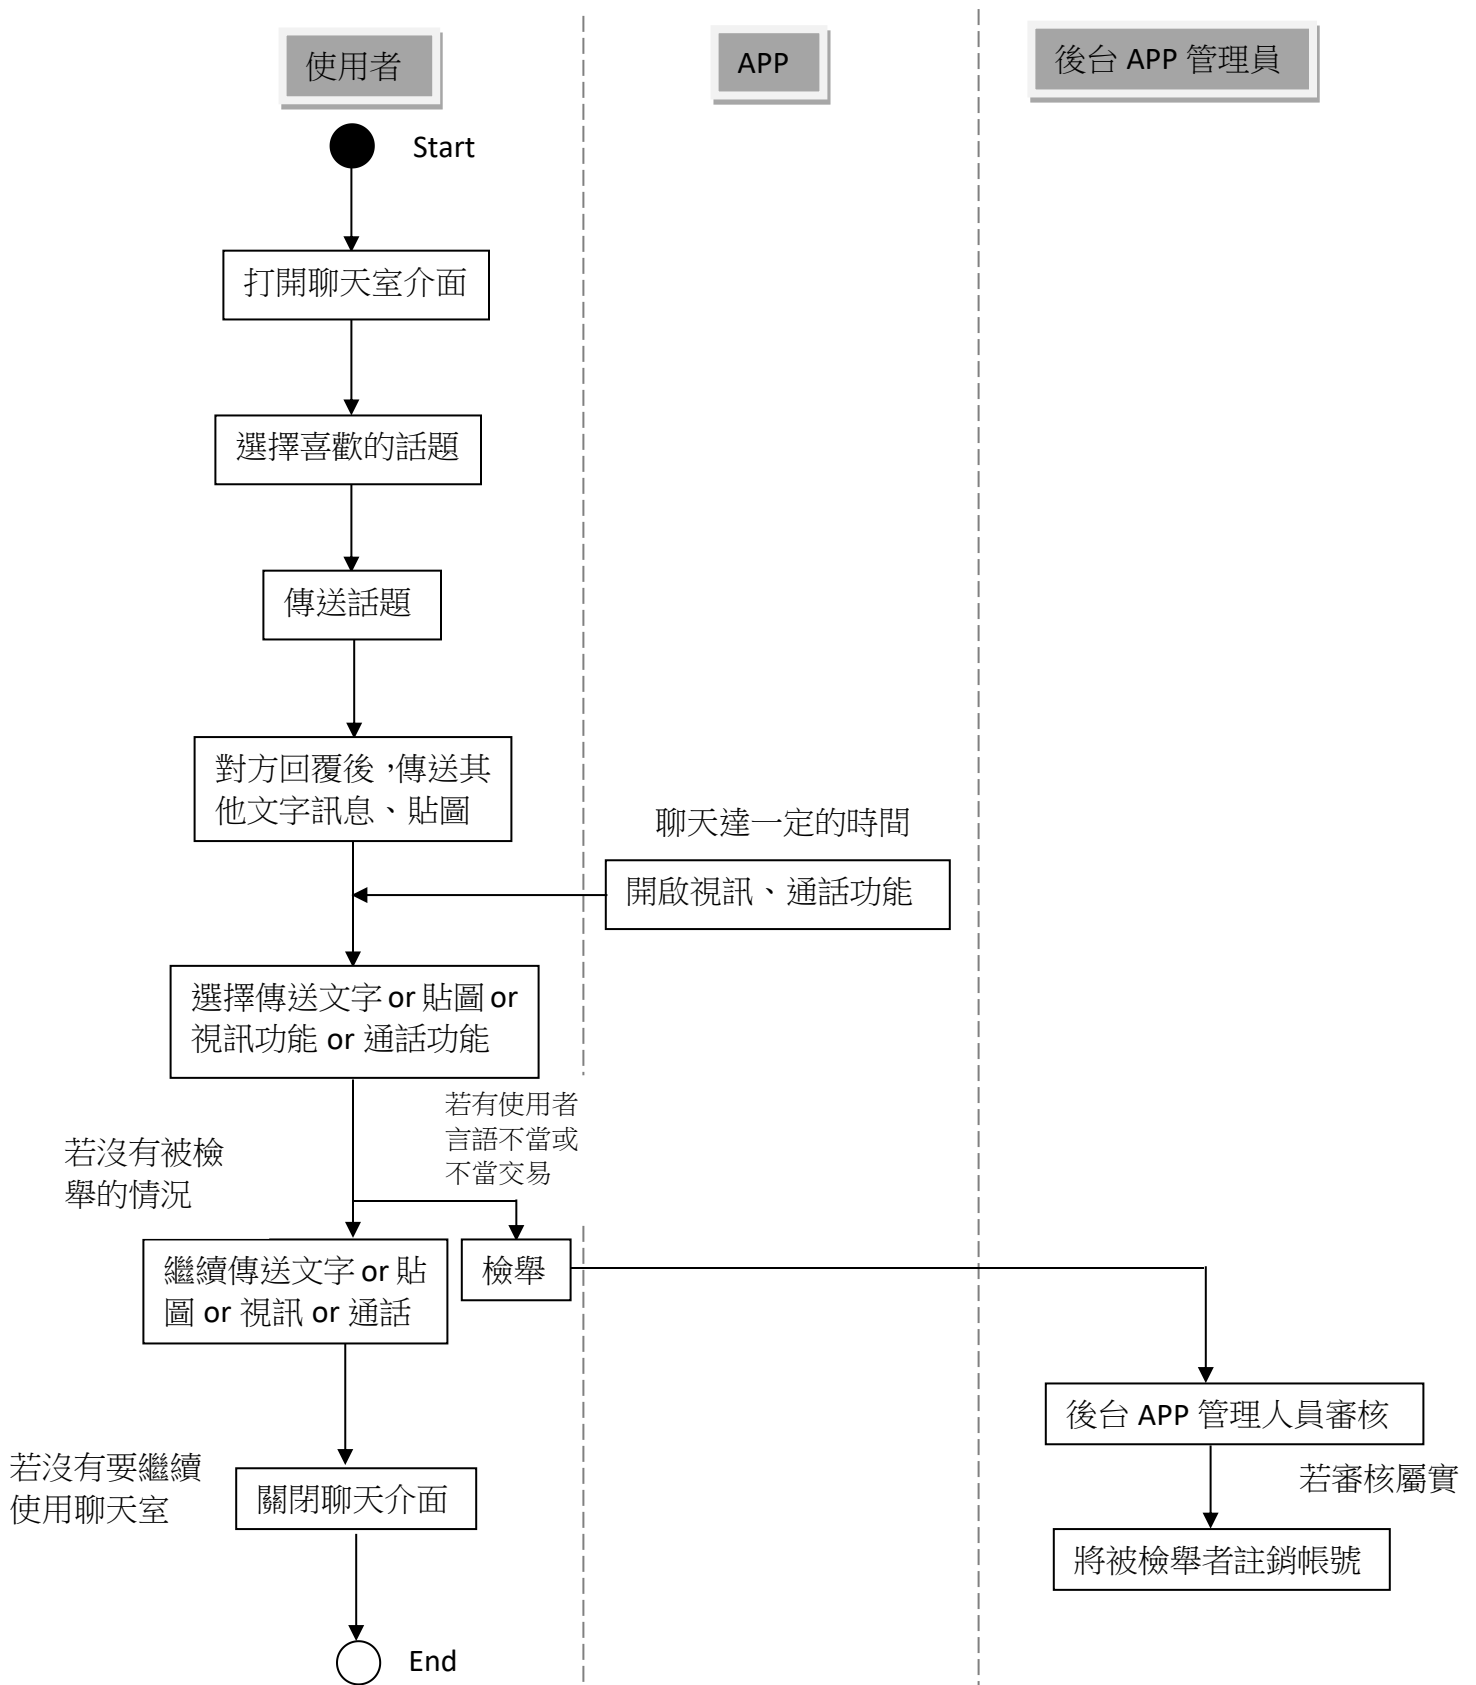 使用者
APP
後台 APP 管理員
Start
打開聊天室介面
選擇喜歡的話題
傳送話題
對方回覆後，傳送其
他文字訊息、貼圖
聊天達一定的時間
開啟視訊、通話功能
選擇傳送文字 or 貼圖 or
視訊功能 or 通話功能
若有使用者
言語不當或
不當交易
若沒有被檢
舉的情況
繼續傳送文字 or 貼
圖 or 視訊 or 通話
檢舉
後台 APP 管理人員審核
若審核屬實
若沒有要繼續
使用聊天室
關閉聊天介面
將被檢舉者註銷帳號
End